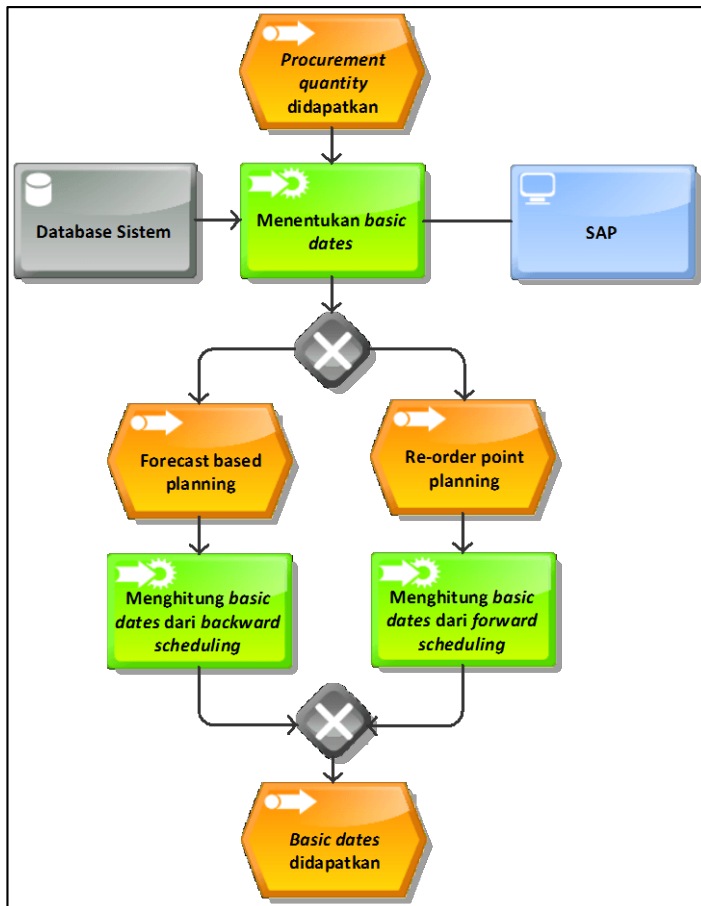 Procurement
quantity
didapatkan
Database Sistem
Menentukan basic
dates
SAP
Forecast based
planning
Re-order point
planning
Menghitung basic
dates dari backward
scheduling
Menghitung basic
dates dari forward
scheduling
Basic dates
didapatkan